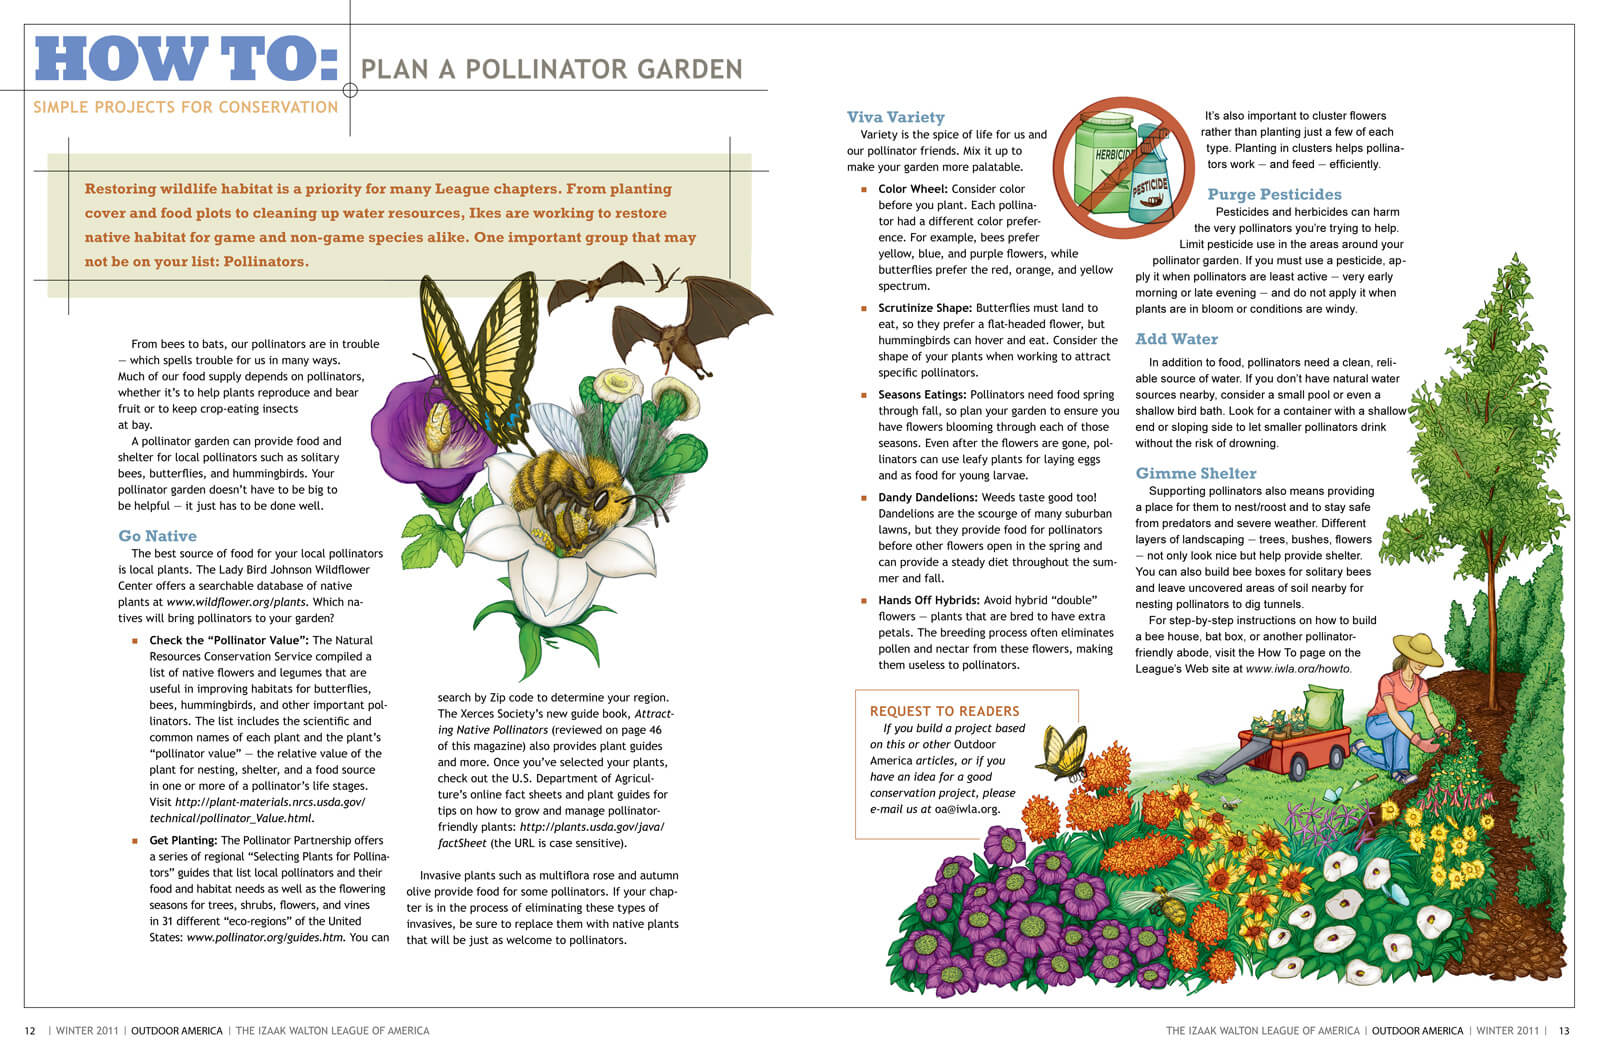 HOW TO:
PLAN A POLLINATOR GARDEN
SIMPLE PROJECTS FOR CONSERVATION
Restoring wildlife habitat is a priority for many League chapters. From planting
cover and food plots to cleaning up water resources, Ikes are working to restore
native habitat for game and non-game species alike. One important group that may
not be on your list: Pollinators.
From bees to bats, our pollinators are in trouble
— which spells trouble for us in many ways.
Much of our food supply depends on pollinators,
whether it's to help plants reproduce and bear
fruit or to keep crop-eating insects
at bay.
A pollinator garden can provide food and
shelter for local pollinators such as solitary
bees, butterflies, and hummingbirds. Your
pollinator garden doesn't have to be big to
be helpful — it just has to be done well.
Go Native
The best source of food for your local pollinators
is local plants. The Lady Bird Johnson Wildflower
Center offers a searchable database of native
plants at www.wildflower.org/plants. Which na-
tives will bring pollinators to your garden?
■ Check the “Pollinator Value”: The Natural
Resources Conservation Service compiled a
list of native flowers and legumes that are
useful in improving habitats for butterflies,
bees, hummingbirds, and other important pol-
linators. The list includes the scientific and
common names of each plant and the plant's
“pollinator value” — the relative value of the
plant for nesting, shelter, and a food source
in one or more of a pollinator's life stages.
Visit http://plant-materials.nrcs.usda.gov/
technical/pollinator_Value.html.
■ Get Planting: The Pollinator Partnership offers
a series of regional “Selecting Plants for Pollina-
tors” guides that list local pollinators and their
food and habitat needs as well as the flowering
seasons for trees, shrubs, flowers, and vines
in 31 different “eco-regions” of the United
States: www.pollinator.org/guides.htm. You can
search by Zip code to determine your region.
The Xerces Society's new guide book, Attract-
ing Native Pollinators (reviewed on page 46
of this magazine) also provides plant guides
and more. Once you've selected your plants,
check out the U.S. Department of Agricul-
ture's online fact sheets and plant guides for
tips on how to grow and manage pollinator-
friendly plants: http://plants.usda.gov/java/
factSheet (the URL is case sensitive).
Invasive plants such as multiflora rose and autumn
olive provide food for some pollinators. If your chap-
ter is in the process of eliminating these types of
invasives, be sure to replace them with native plants
that will be just as welcome to pollinators.
Viva Variety
Variety is the spice of life for us and
our pollinator friends. Mix it up to
make your garden more palatable.
■ Color Wheel: Consider color
before you plant. Each pollina-
tor had a different color prefer-
ence. For example, bees prefer
yellow, blue, and purple flowers, while
butterflies prefer the red, orange, and yellow
spectrum.
■ Scrutinize Shape: Butterflies must land to
eat, so they prefer a flat-headed flower, but
hummingbirds can hover and eat. Consider the
shape of your plants when working to attract
specific pollinators.
■ Seasons Eatings: Pollinators need food spring
through fall, so plan your garden to ensure you
have flowers blooming through each of those
seasons. Even after the flowers are gone, pol-
linators can use leafy plants for laying eggs
and as food for young larvae.
■ Dandy Dandelions: Weeds taste good too!
Dandelions are the scourge of many suburban
lawns, but they provide food for pollinators
before other flowers open in the spring and
can provide a steady diet throughout the sum-
mer and fall.
■ Hands Off Hybrids: Avoid hybrid “double”
flowers — plants that are bred to have extra
petals. The breeding process often eliminates
pollen and nectar from these flowers, making
them useless to pollinators.
REQUEST TO READERS
If you build a project based
on this or other Outdoor
America articles, or if you
have an idea for a good
conservation project, please
e-mail us at oa@iwla.org.
HERBICID
PESTICIDE
It's also important to cluster flowers
rather than planting just a few of each
type. Planting in clusters helps pollina-
tors work — and feed — efficiently.
Purge Pesticides
Pesticides and herbicides can harm
the very pollinators you're trying to help.
Limit pesticide use in the areas around your
pollinator garden. If you must use a pesticide, ap-
ply it when pollinators are least active — very early
morning or late evening — and do not apply it when
plants are in bloom or conditions are windy.
Add Water
In addition to food, pollinators need a clean, reli-
able source of water. If you don't have natural water
sources nearby, consider a small pool or even a
shallow bird bath. Look for a container with a shallow
end or sloping side to let smaller pollinators drink
without the risk of drowning.
Gimme Shelter
Supporting pollinators also means providing
a place for them to nest/roost and to stay safe
from predators and severe weather. Different
layers of landscaping — trees, bushes, flowers
— not only look nice but help provide shelter.
You can also build bee boxes for solitary bees
and leave uncovered areas of soil nearby for
nesting pollinators to dig tunnels.
For step-by-step instructions on how to build
a bee house, bat box, or another pollinator-
friendly abode, visit the How To page on the
League's Web site at www.iwla.org/howto.
12 | WINTER 2011 | OUTDOOR AMERICA | THE IZAAK WALTON LEAGUE OF AMERICA
THE IZAAK WALTON LEAGUE OF AMERICA | OUTDOOR AMERICA | WINTER 2011 | 13